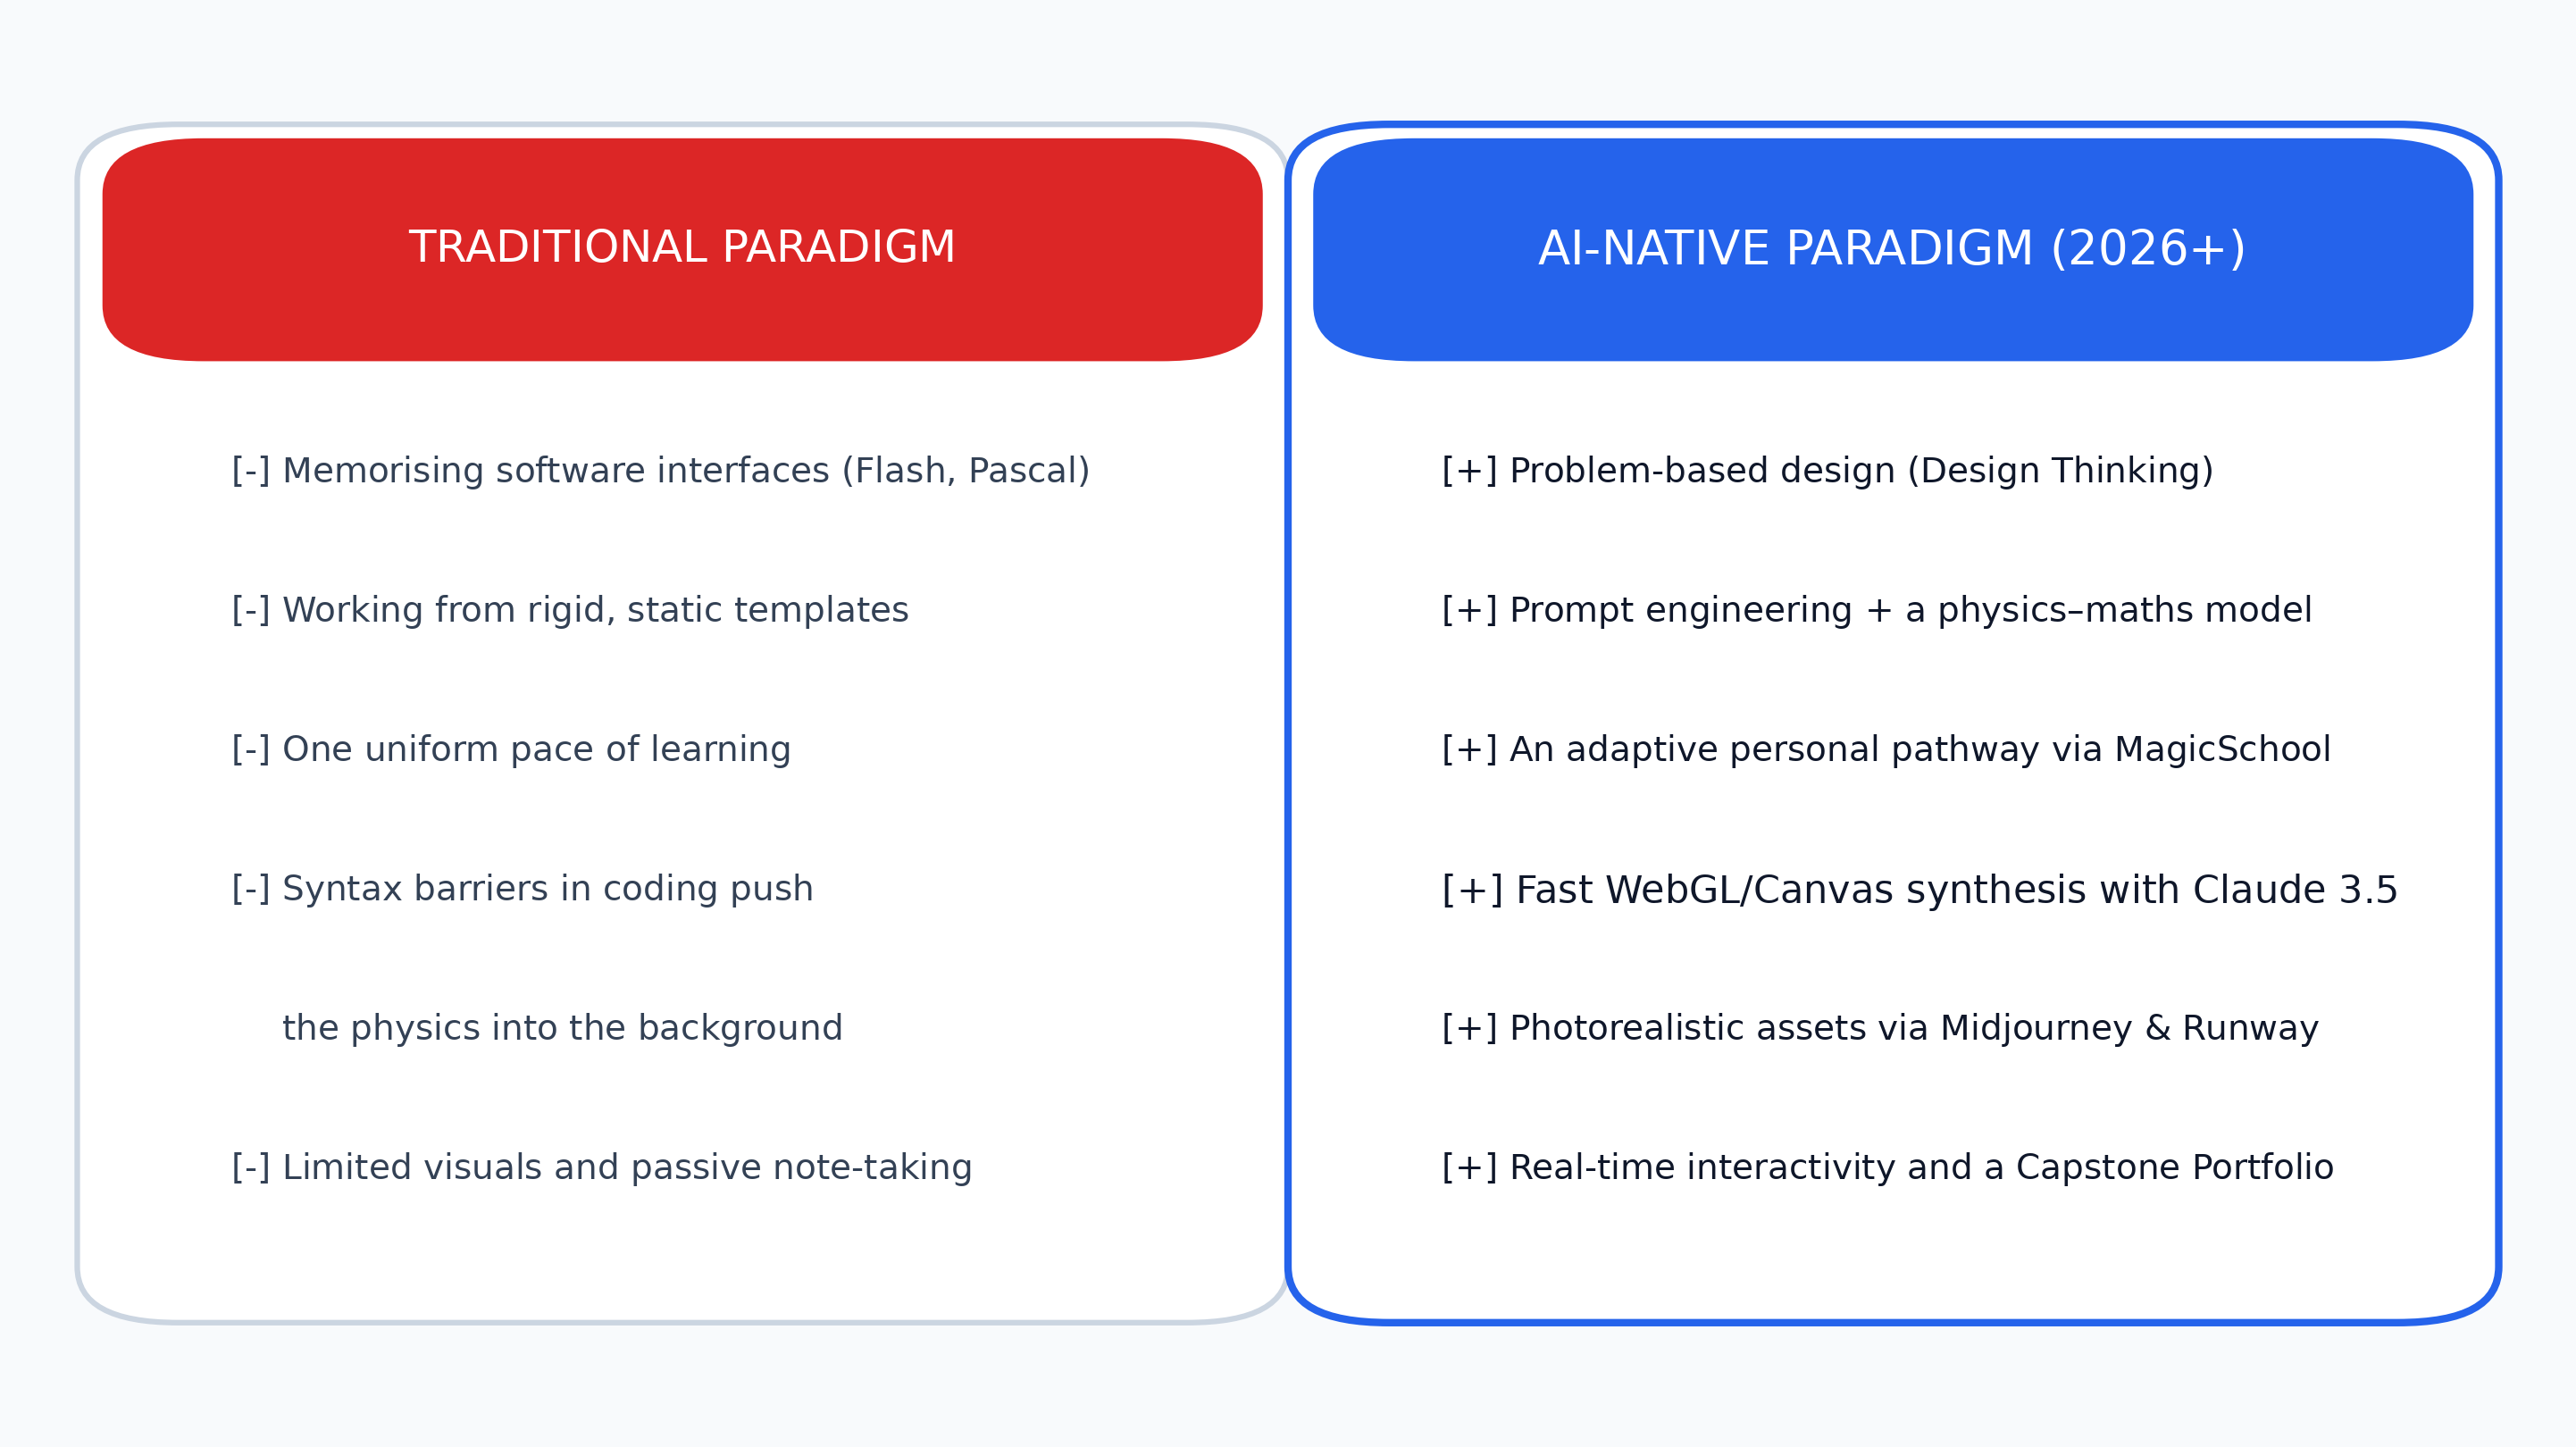 TRADITIONAL PARADIGM
[-] Memorising software interfaces (Flash, Pascal)
[-] Working from rigid, static templates
[-] One uniform pace of learning
[-] Syntax barriers in coding push
the physics into the background
[-] Limited visuals and passive note-taking
AI-NATIVE PARADIGM (2026+)
[+] Problem-based design (Design Thinking)
[+] Prompt engineering + a physics–maths model
[+] An adaptive personal pathway via MagicSchool
[+] Fast WebGL/Canvas synthesis with Claude 3.5
[+] Photorealistic assets via Midjourney & Runway
[+] Real-time interactivity and a Capstone Portfolio